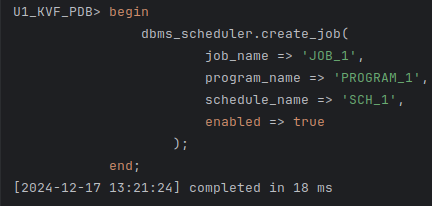 U1_KVF_PDB> begin
dbms_scheduler.create_job(
job_name => 'JOB_1',
program_name => 'PROGRAM_1',
schedule_name => 'SCH_1',
enabled => true
);
end;
[2024-12-17 13:21:24] completed in 18 ms